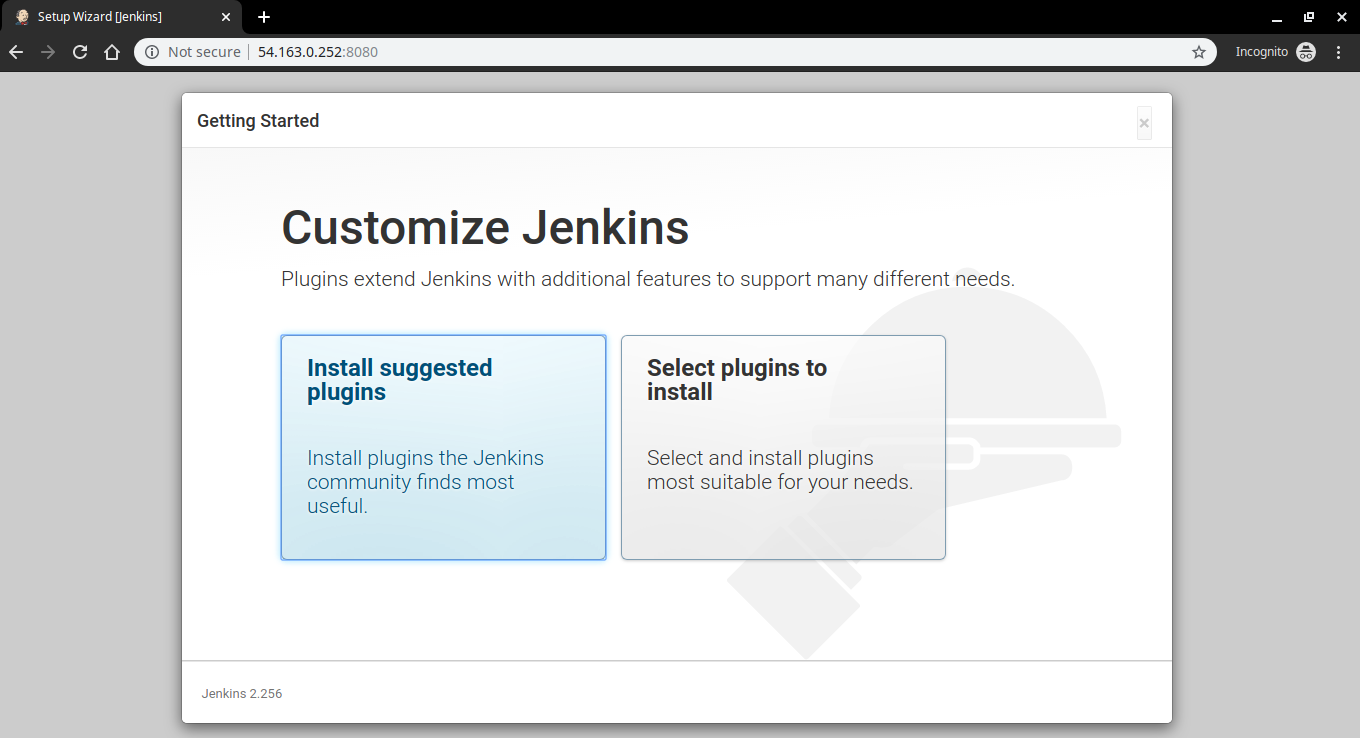 Setup Wizard [Jenkins]
Not secure 54.163.0.252:8080
Incognito
Getting Started
Customize Jenkins
Plugins extend Jenkins with additional features to support many different needs.
Install suggested
plugins
Install plugins the Jenkins
community finds most
useful.
Select plugins to
install
Select and install plugins
most suitable for your needs.
Jenkins 2.256